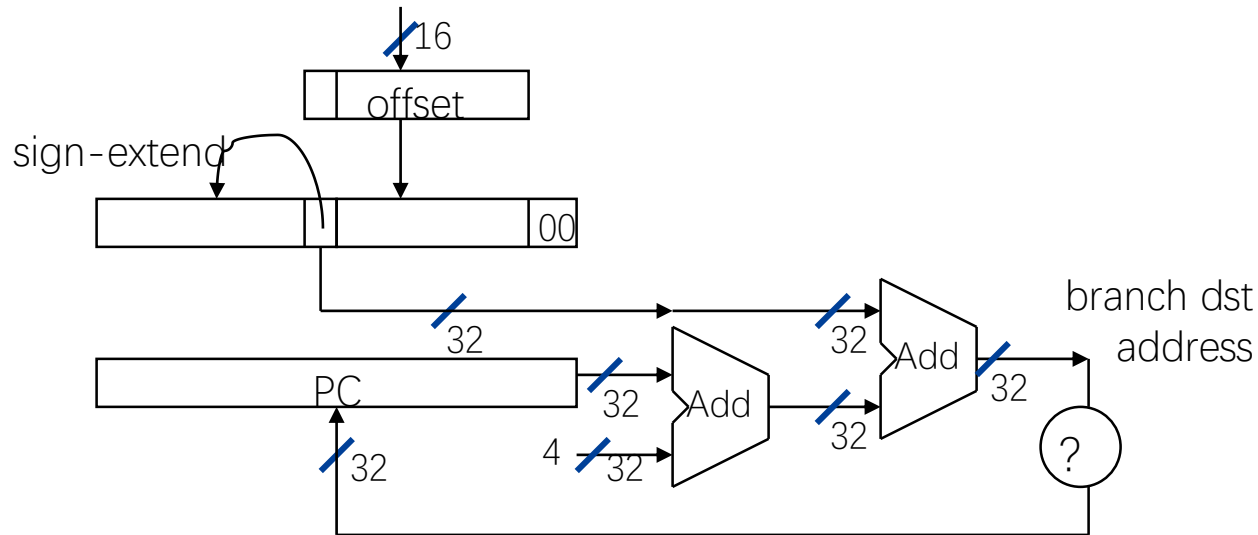 16
offset
sign-extend
00
32
32
branch dst
address
Add
32
PC
32
Add
32
32
4
32
32
?